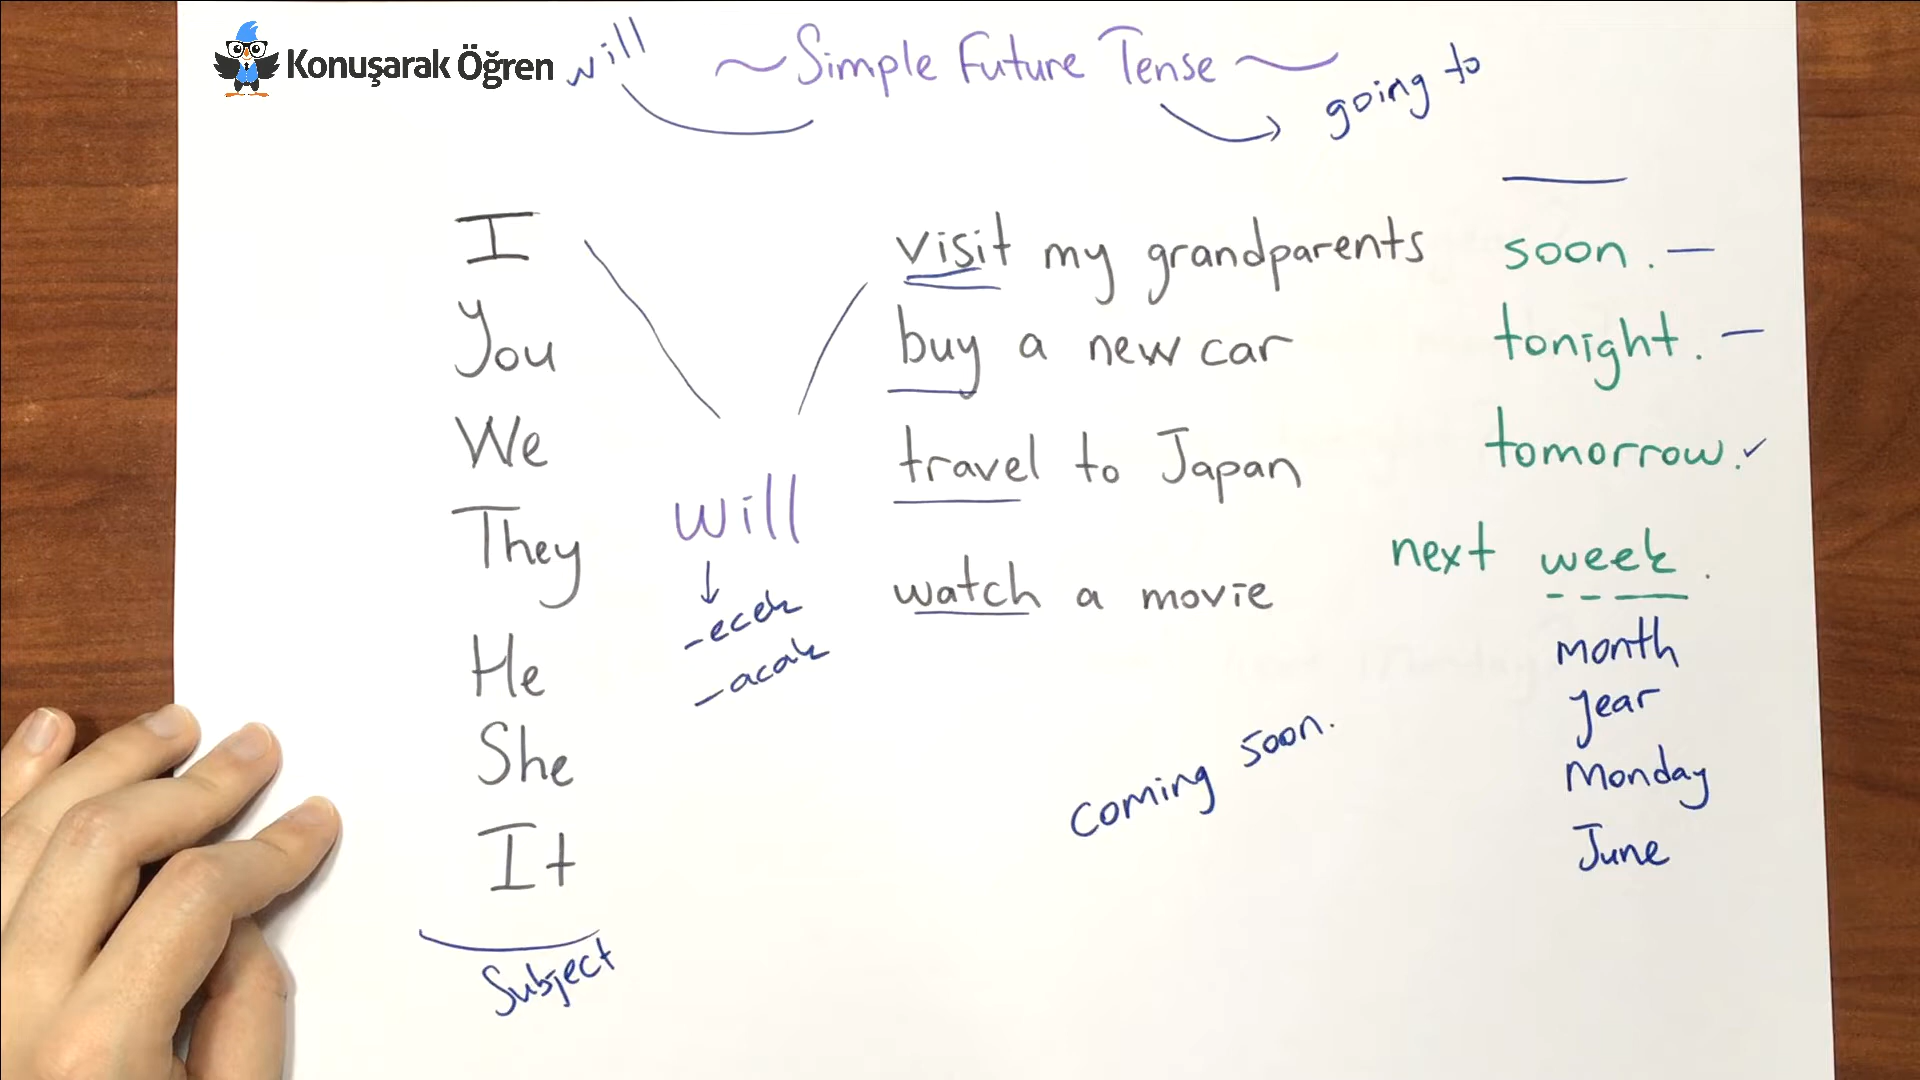 Konuşarak Öğren
will
~Simple Future Tense~
going to
I
You
We
They
He
She
It
Subject
will
-ecek
-acak
visit my grandparents
buy a new car
travel to Japan
watch a movie
coming soon.
soon.
tonight.
tomorrow.
next week.
month
year
Monday
June